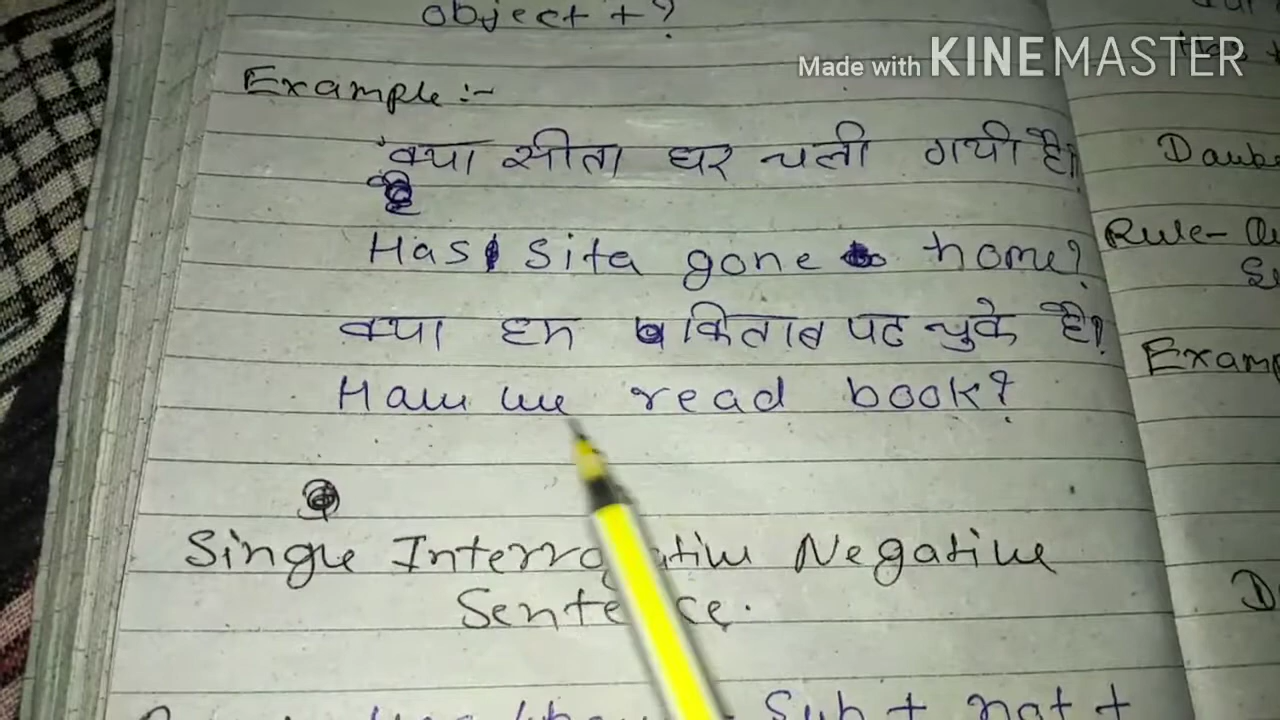 object + ?
Made with KINEMASTER
Example :-
क्या सीता घर चली गयी है?
Has Sita gone home?
क्या हम किताब पढ चुके है?
Have we read book?
Single Interrogative Negative
Sentence.
Sub + not +
Rule-
Exam